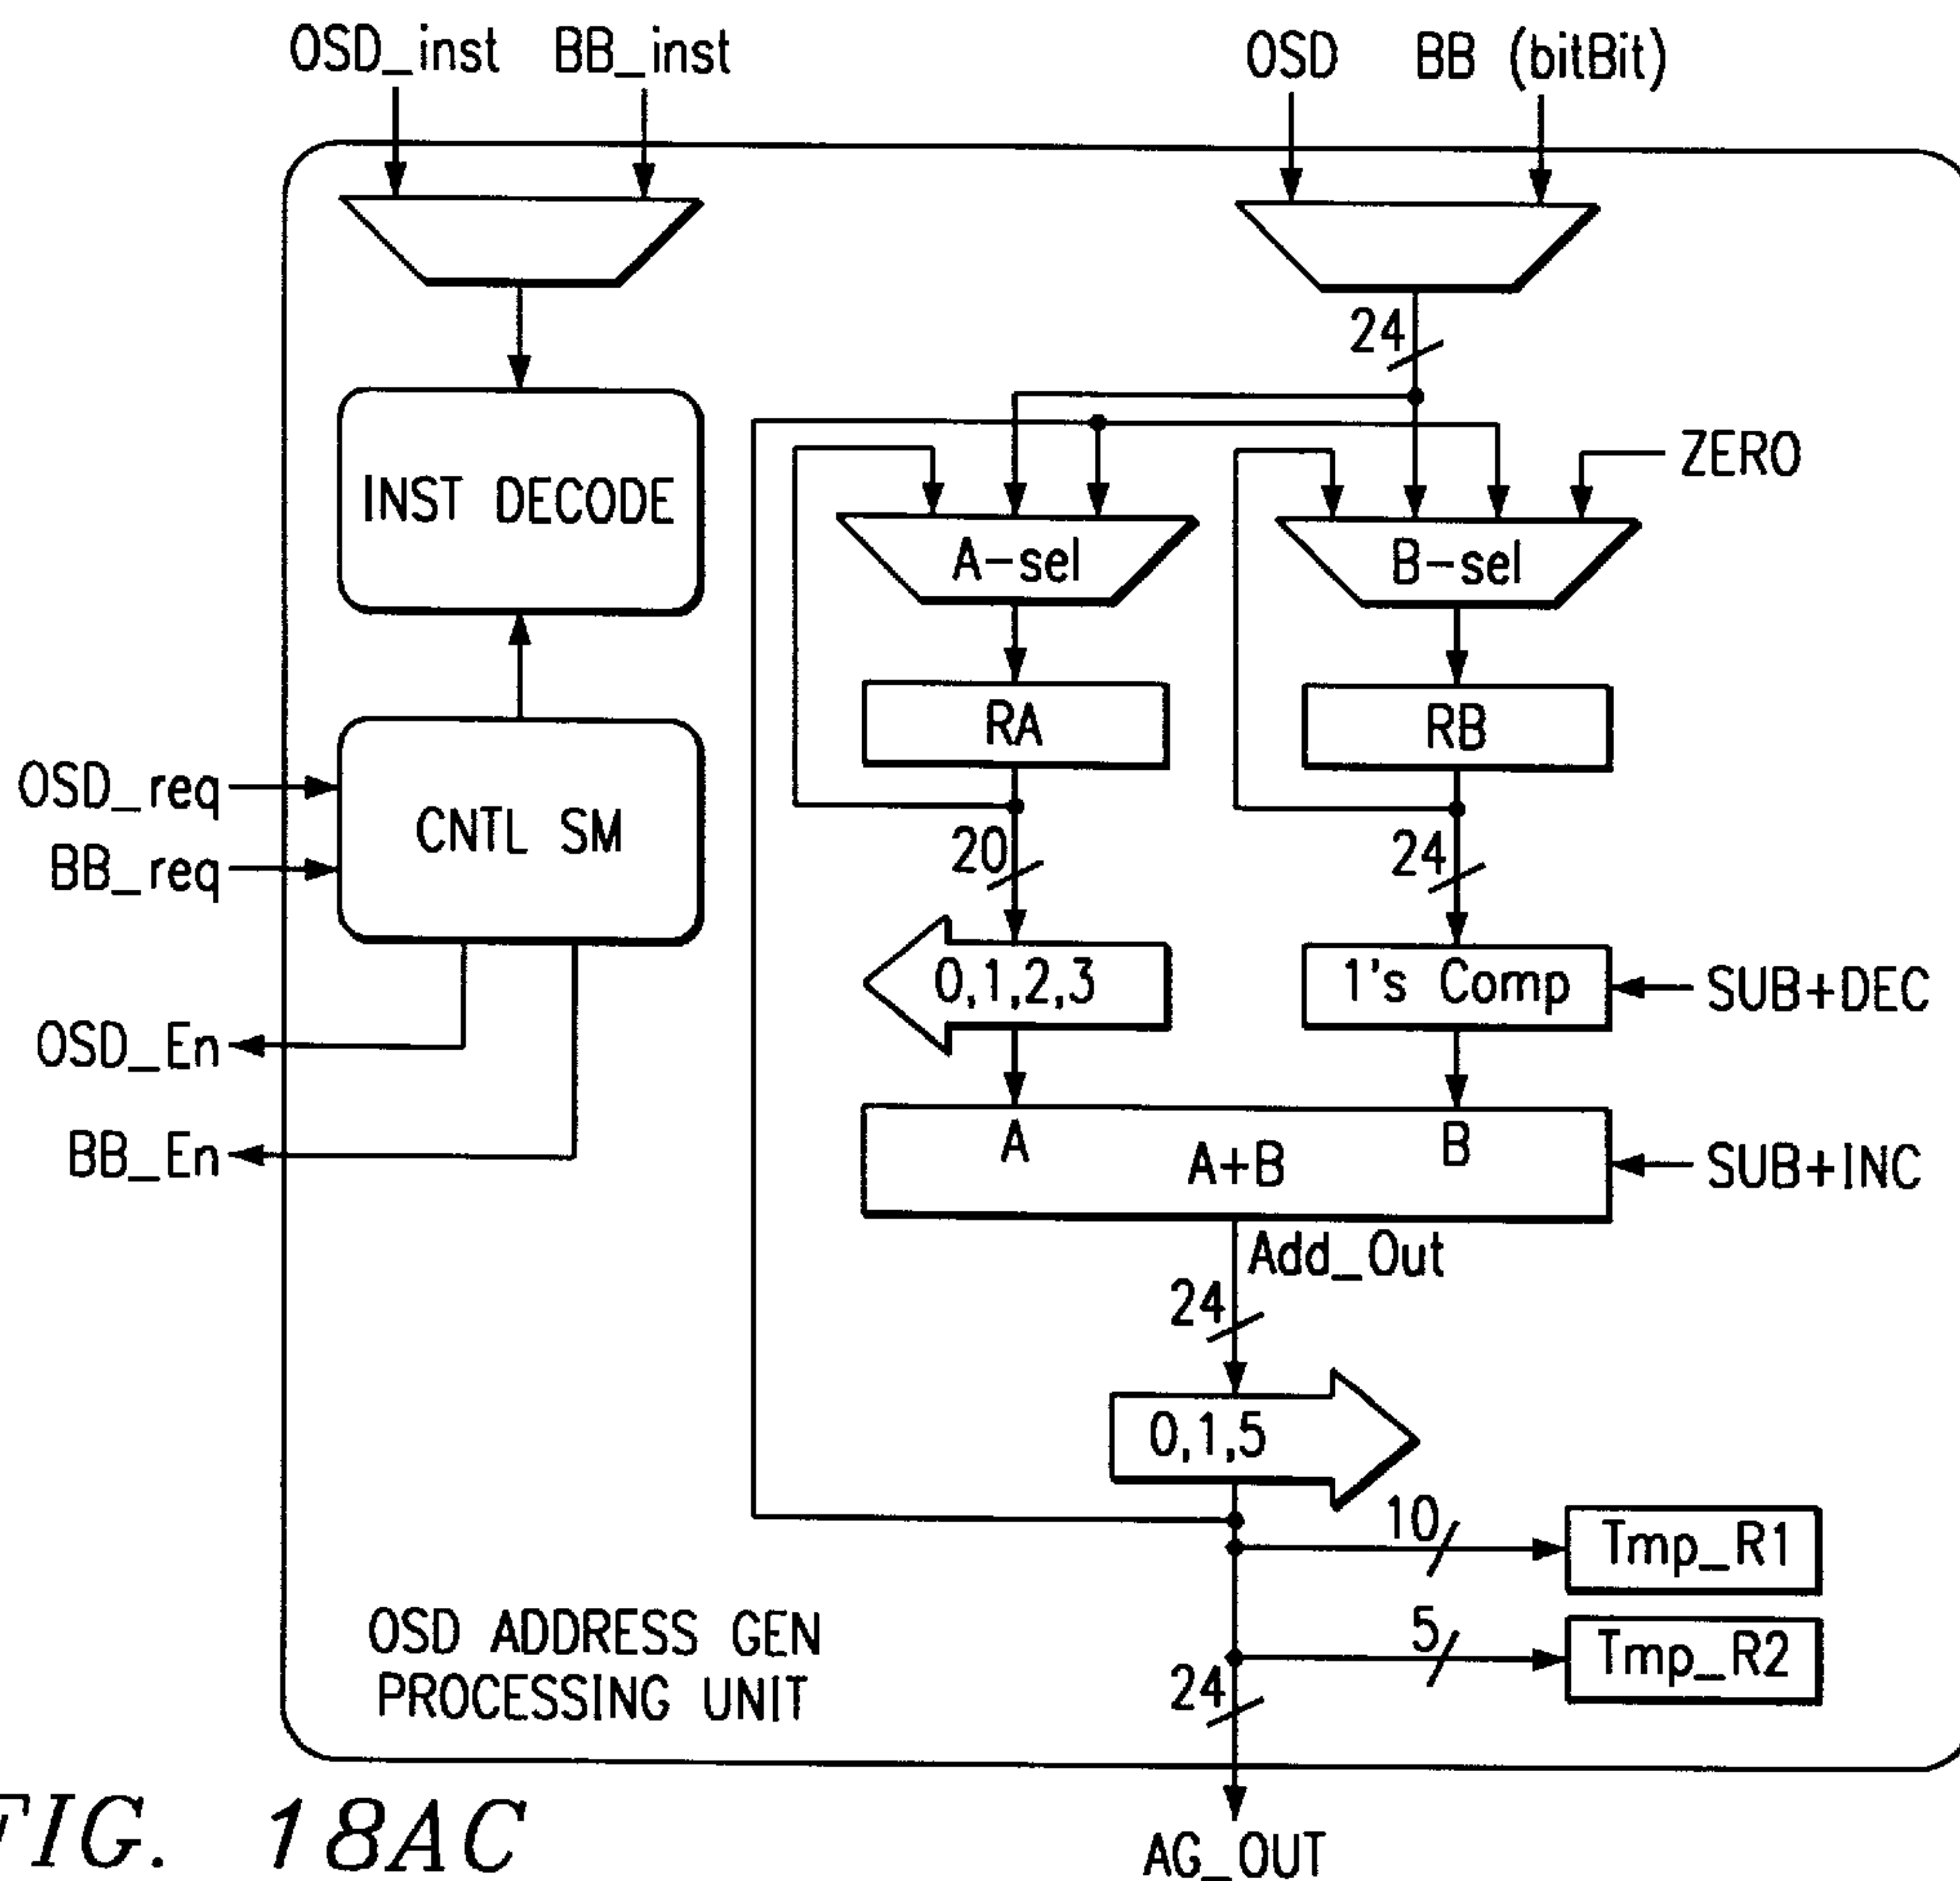 OSD_inst BB_inst OSD BB (bitBit)
24
ZERO
INST DECODE
A-sel B-sel
RA RB
OSD_req
BB_req
CNTL SM
20 24
0,1,2,3 1's Comp SUB+DEC
OSD_En
BB_En
A B
A+B SUB+INC
Add_Out
24
0,1,5
10 Tmp_R1
5 Tmp_R2
24
OSD ADDRESS GEN
PROCESSING UNIT
AG_OUT
FIG. 18AC